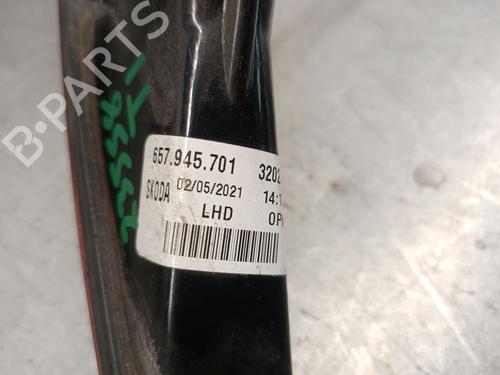 B-PARTS
657.945.701 3202
SKODA 02/05/2021 14:1
LHD OP